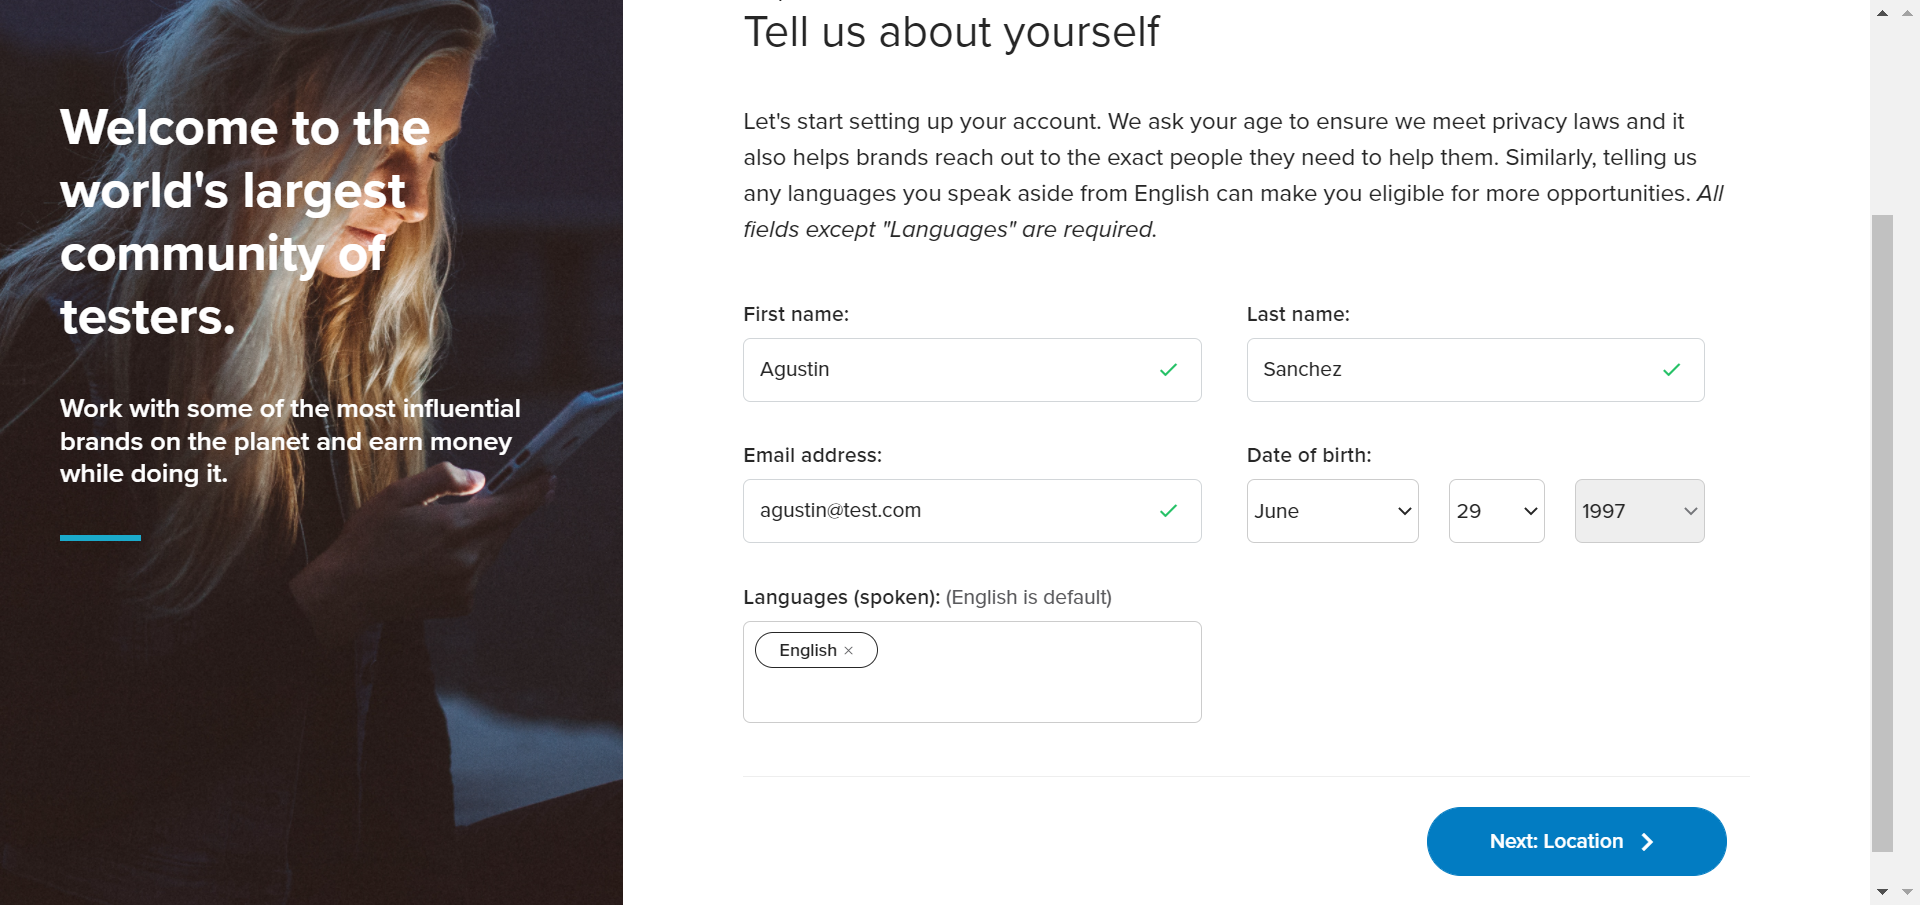 Welcome to the
world's largest
community of
testers.
Work with some of the most influential
brands on the planet and earn money
while doing it.
Tell us about yourself
Let's start setting up your account. We ask your age to ensure we meet privacy laws and it
also helps brands reach out to the exact people they need to help them. Similarly, telling us
any languages you speak aside from English can make you eligible for more opportunities. All
fields except "Languages" are required.
First name:
Last name:
Agustin
Sanchez
Email address:
Date of birth:
agustin@test.com
June
29
1997
Languages (spoken): (English is default)
English ×
Next: Location